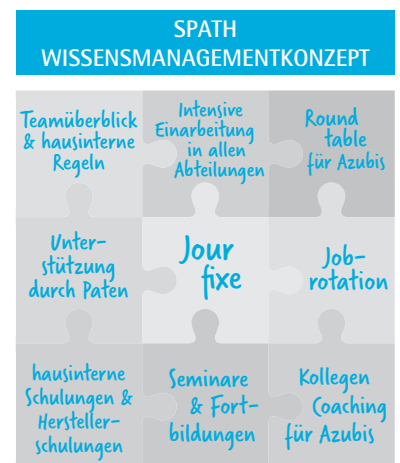 SPATH
WISSENSMANAGEMENTKONZEPT
Teamüberblick
& hausinterne
Regeln
Intensive
Einarbeitung
in allen
Abteilungen
Round
table
für Azubis
Unter-
stützung
durch Paten
Jour
fixe
Job-
rotation
hausinterne
Schulungen &
Hersteller-
schulungen
Seminare
& Fort-
bildungen
Kollegen
Coaching
für Azubis